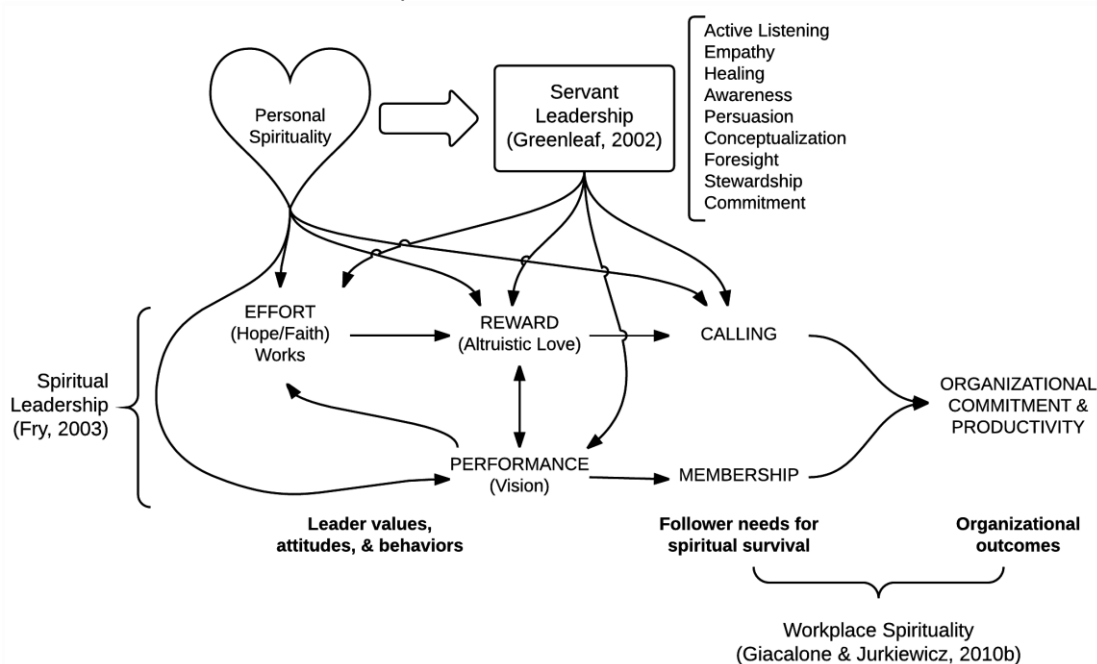 Personal
Spirituality
Servant
Leadership
(Greenleaf, 2002)
Active Listening
Empathy
Healing
Awareness
Persuasion
Conceptualization
Foresight
Stewardship
Commitment
Spiritual
Leadership
(Fry, 2003)
EFFORT
(Hope/Faith)
Works
REWARD
(Altruistic Love)
CALLING
PERFORMANCE
(Vision)
MEMBERSHIP
ORGANIZATIONAL
COMMITMENT &
PRODUCTIVITY
Leader values,
attitudes, & behaviors
Follower needs for
spiritual survival
Organizational
outcomes
Workplace Spirituality
(Giacalone & Jurkiewicz, 2010b)